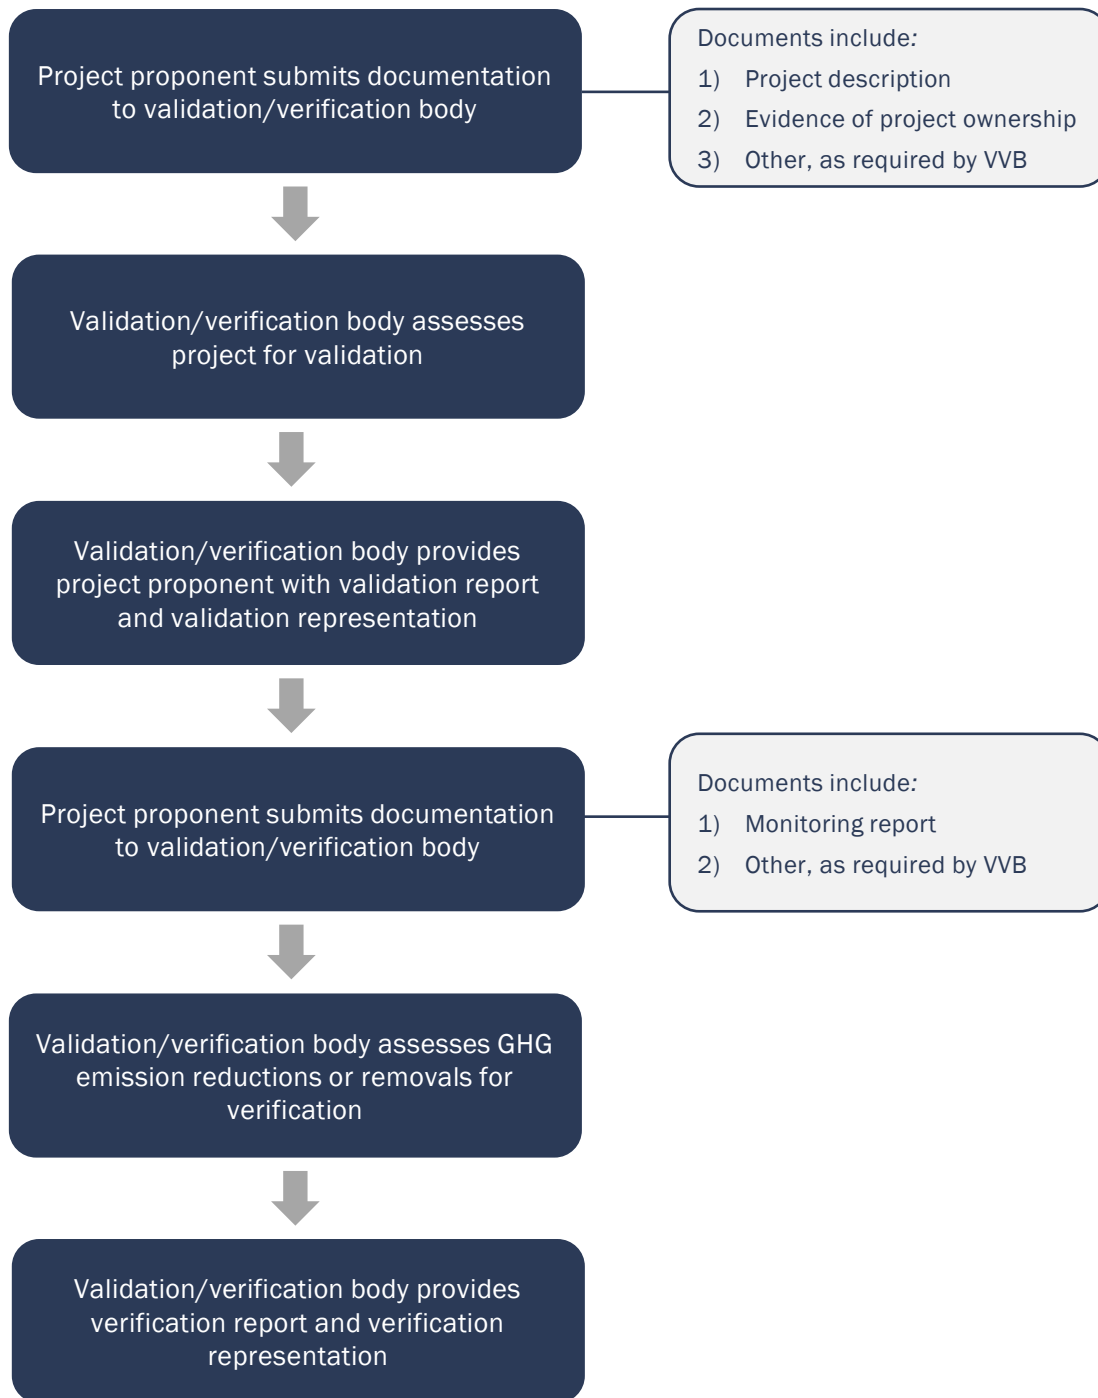 Project proponent submits documentation
to validation/verification body
Documents include:
1) Project description
2) Evidence of project ownership
3) Other, as required by VVB
Validation/verification body assesses
project for validation
Validation/verification body provides
project proponent with validation report
and validation representation
Project proponent submits documentation
to validation/verification body
Documents include:
1) Monitoring report
2) Other, as required by VVB
Validation/verification body assesses GHG
emission reductions or removals for
verification
Validation/verification body provides
verification report and verification
representation